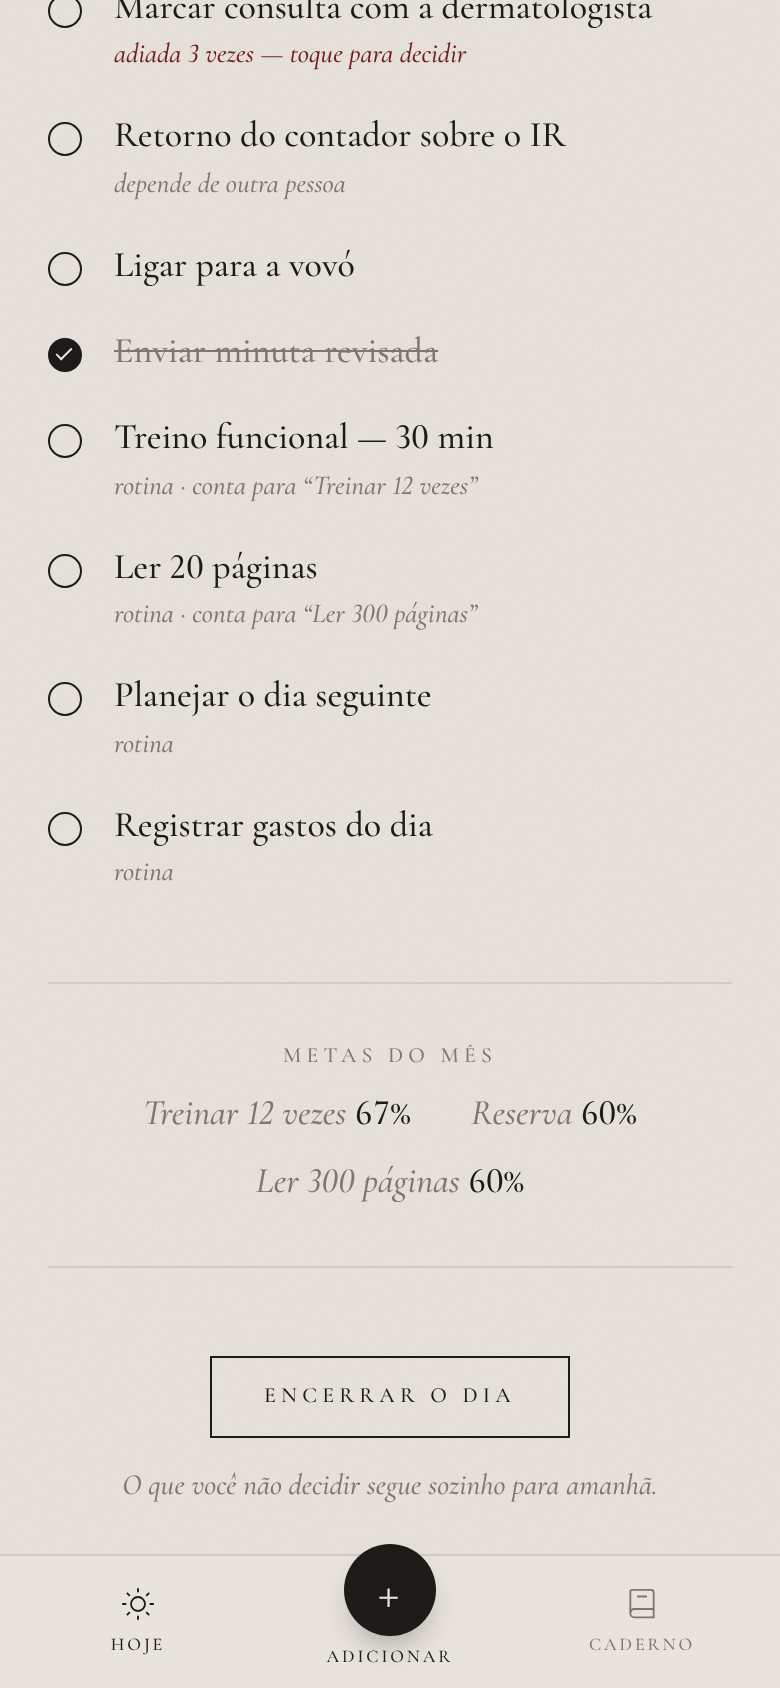 Marcar consulta com a dermatologista
adiada 3 vezes — toque para decidir
Retorno do contador sobre o IR
depende de outra pessoa
Ligar para a vovó
Enviar minuta revisada
Treino funcional — 30 min
rotina · conta para “Treinar 12 vezes”
Ler 20 páginas
rotina · conta para “Ler 300 páginas”
Planejar o dia seguinte
rotina
Registrar gastos do dia
rotina
METAS DO MÊS
Treinar 12 vezes 67% Reserva 60%
Ler 300 páginas 60%
ENCERRAR O DIA
O que você não decidir segue sozinho para amanhã.
HOJE
ADICIONAR
CADERNO